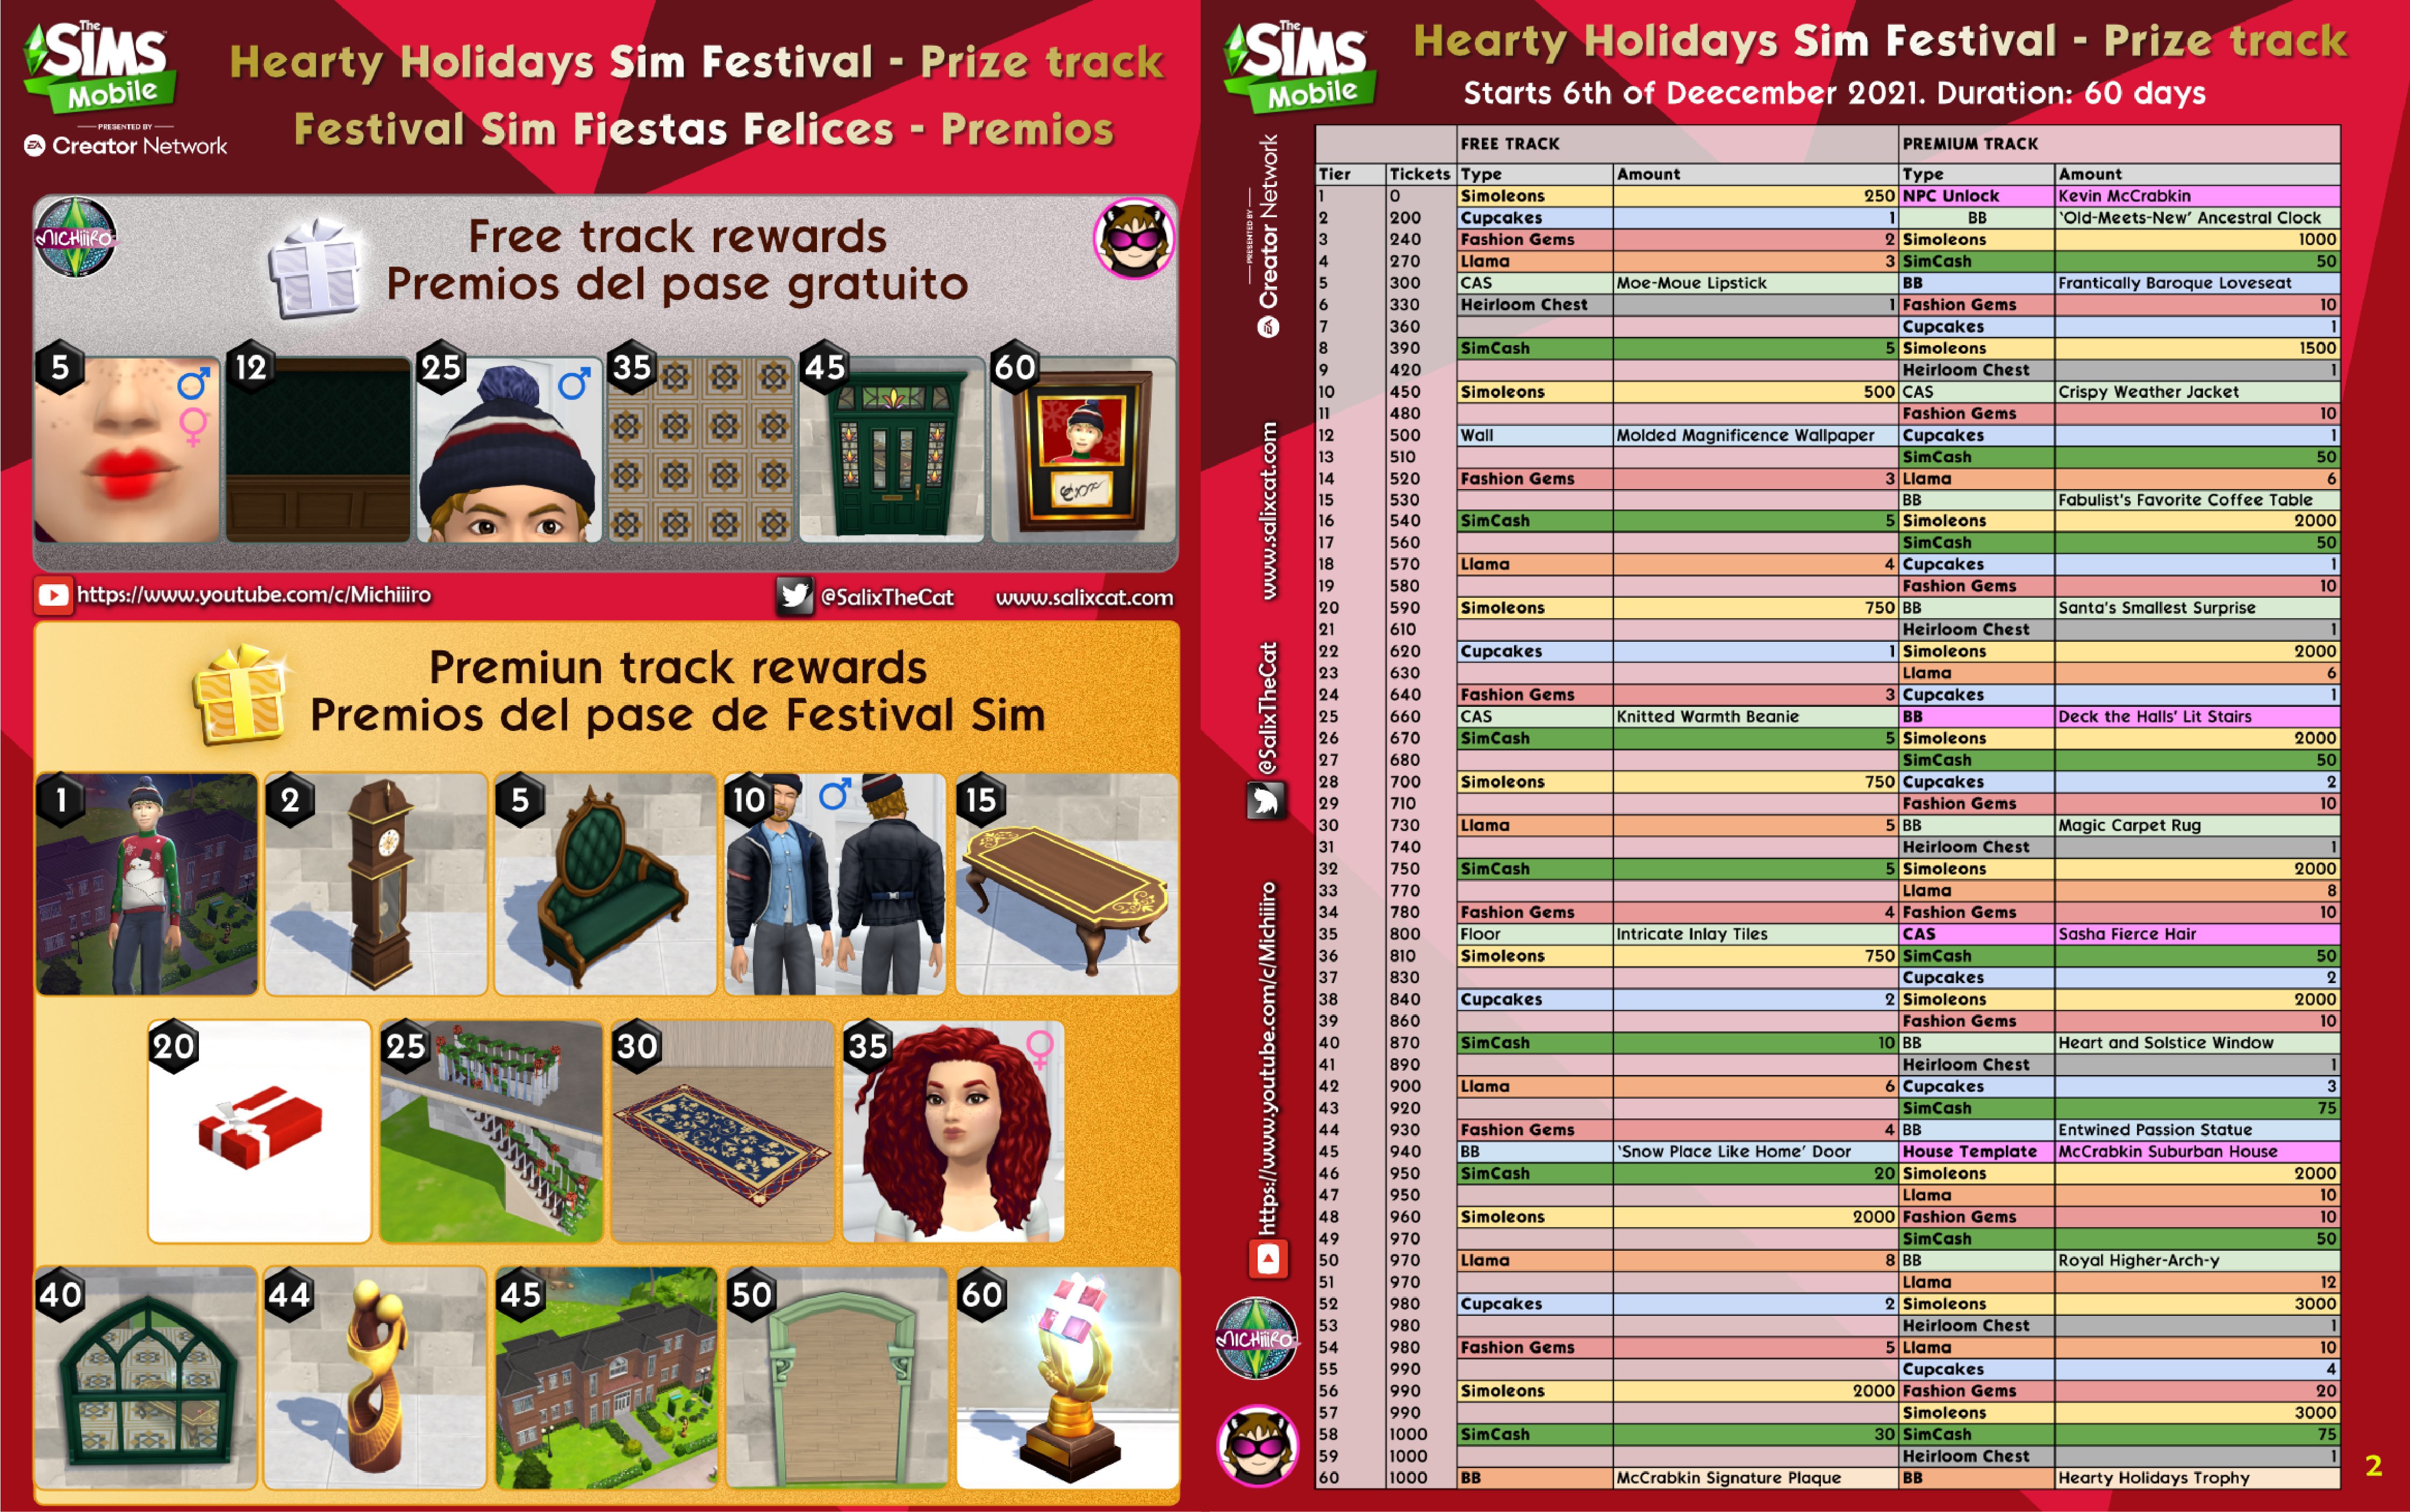 The
SiMS
Mobile
PRESENTED BY
EA Creator Network
Hearty Holidays Sim Festival - Prize track
Festival Sim Fiestas Felices - Premios
MiCHiiiRO
Free track rewards
Premios del pase gratuito
5 12 25 35 45 60
https://www.youtube.com/c/Michiiiro @SalixTheCat www.salixcat.com
Premiun track rewards
Premios del pase de Festival Sim
1 2 5 10 15
20 25 30 35
40 44 45 50 60
The
SiMS
Mobile
Hearty Holidays Sim Festival - Prize track
Starts 6th of Deecember 2021. Duration: 60 days
PRESENTED BY
EA Creator Network
www.salixcat.com
@SalixTheCat
https://www.youtube.com/c/Michiiiro
MiCHiiiRO
FREE TRACK PREMIUM TRACK
Tier Tickets Type Amount Type Amount
1 0 Simoleons 250 NPC Unlock Kevin McCrabkin
2 200 Cupcakes 1 BB 'Old-Meets-New' Ancestral Clock
3 240 Fashion Gems 2 Simoleons 1000
4 270 Llama 3 SimCash 50
5 300 CAS Moe-Moue Lipstick BB Frantically Baroque Loveseat
6 330 Heirloom Chest 1 Fashion Gems 10
7 360 Cupcakes 1
8 390 SimCash 5 Simoleons 1500
9 420 Heirloom Chest 1
10 450 Simoleons 500 CAS Crispy Weather Jacket
11 480 Fashion Gems 10
12 500 Wall Molded Magnificence Wallpaper Cupcakes 1
13 510 SimCash 50
14 520 Fashion Gems 3 Llama 6
15 530 BB Fabulist's Favorite Coffee Table
16 540 SimCash 5 Simoleons 2000
17 560 SimCash 50
18 570 Llama 4 Cupcakes 1
19 580 Fashion Gems 10
20 590 Simoleons 750 BB Santa's Smallest Surprise
21 610 Heirloom Chest 1
22 620 Cupcakes 1 Simoleons 2000
23 630 Llama 6
24 640 Fashion Gems 3 Cupcakes 1
25 660 CAS Knitted Warmth Beanie BB Deck the Halls' Lit Stairs
26 670 SimCash 5 Simoleons 2000
27 680 SimCash 50
28 700 Simoleons 750 Cupcakes 2
29 710 Fashion Gems 10
30 730 Llama 5 BB Magic Carpet Rug
31 740 Heirloom Chest 1
32 750 SimCash 5 Simoleons 2000
33 770 Llama 8
34 780 Fashion Gems 4 Fashion Gems 10
35 800 Floor Intricate Inlay Tiles CAS Sasha Fierce Hair
36 810 Simoleons 750 SimCash 50
37 830 Cupcakes 2
38 840 Cupcakes 2 Simoleons 2000
39 860 Fashion Gems 10
40 870 SimCash 10 BB Heart and Solstice Window
41 890 Heirloom Chest 1
42 900 Llama 6 Cupcakes 3
43 920 SimCash 75
44 930 Fashion Gems 4 BB Entwined Passion Statue
45 940 BB 'Snow Place Like Home' Door House Template McCrabkin Suburban House
46 950 SimCash 20 Simoleons 2000
47 950 Llama 10
48 960 Simoleons 2000 Fashion Gems 10
49 970 SimCash 50
50 970 Llama 8 BB Royal Higher-Arch-y
51 970 Llama 12
52 980 Cupcakes 2 Simoleons 3000
53 980 Heirloom Chest 1
54 980 Fashion Gems 5 Llama 10
55 990 Cupcakes 4
56 990 Simoleons 2000 Fashion Gems 20
57 990 Simoleons 3000
58 1000 SimCash 30 SimCash 75
59 1000 Heirloom Chest 1
60 1000 BB McCrabkin Signature Plaque BB Hearty Holidays Trophy
2